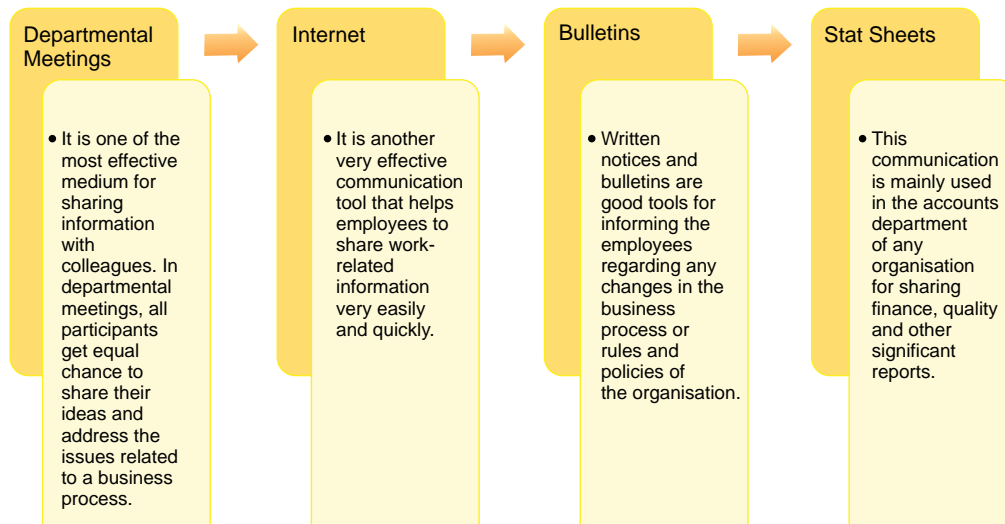 Departmental
Meetings
• It is one of the
most effective
medium for
sharing
information
with
colleagues. In
departmental
meetings, all
participants
get equal
chance to
share their
ideas and
address the
issues related
to a business
process.
Internet
• It is another
very effective
communication
tool that helps
employees to
share work-
related
information
very easily
and quickly.
Bulletins
• Written
notices and
bulletins are
good tools for
informing the
employees
regarding any
changes in the
business
process or
rules and
policies of
the organisation.
Stat Sheets
• This
communication
is mainly used
in the accounts
department
of any
organisation
for sharing
finance, quality
and other
significant
reports.